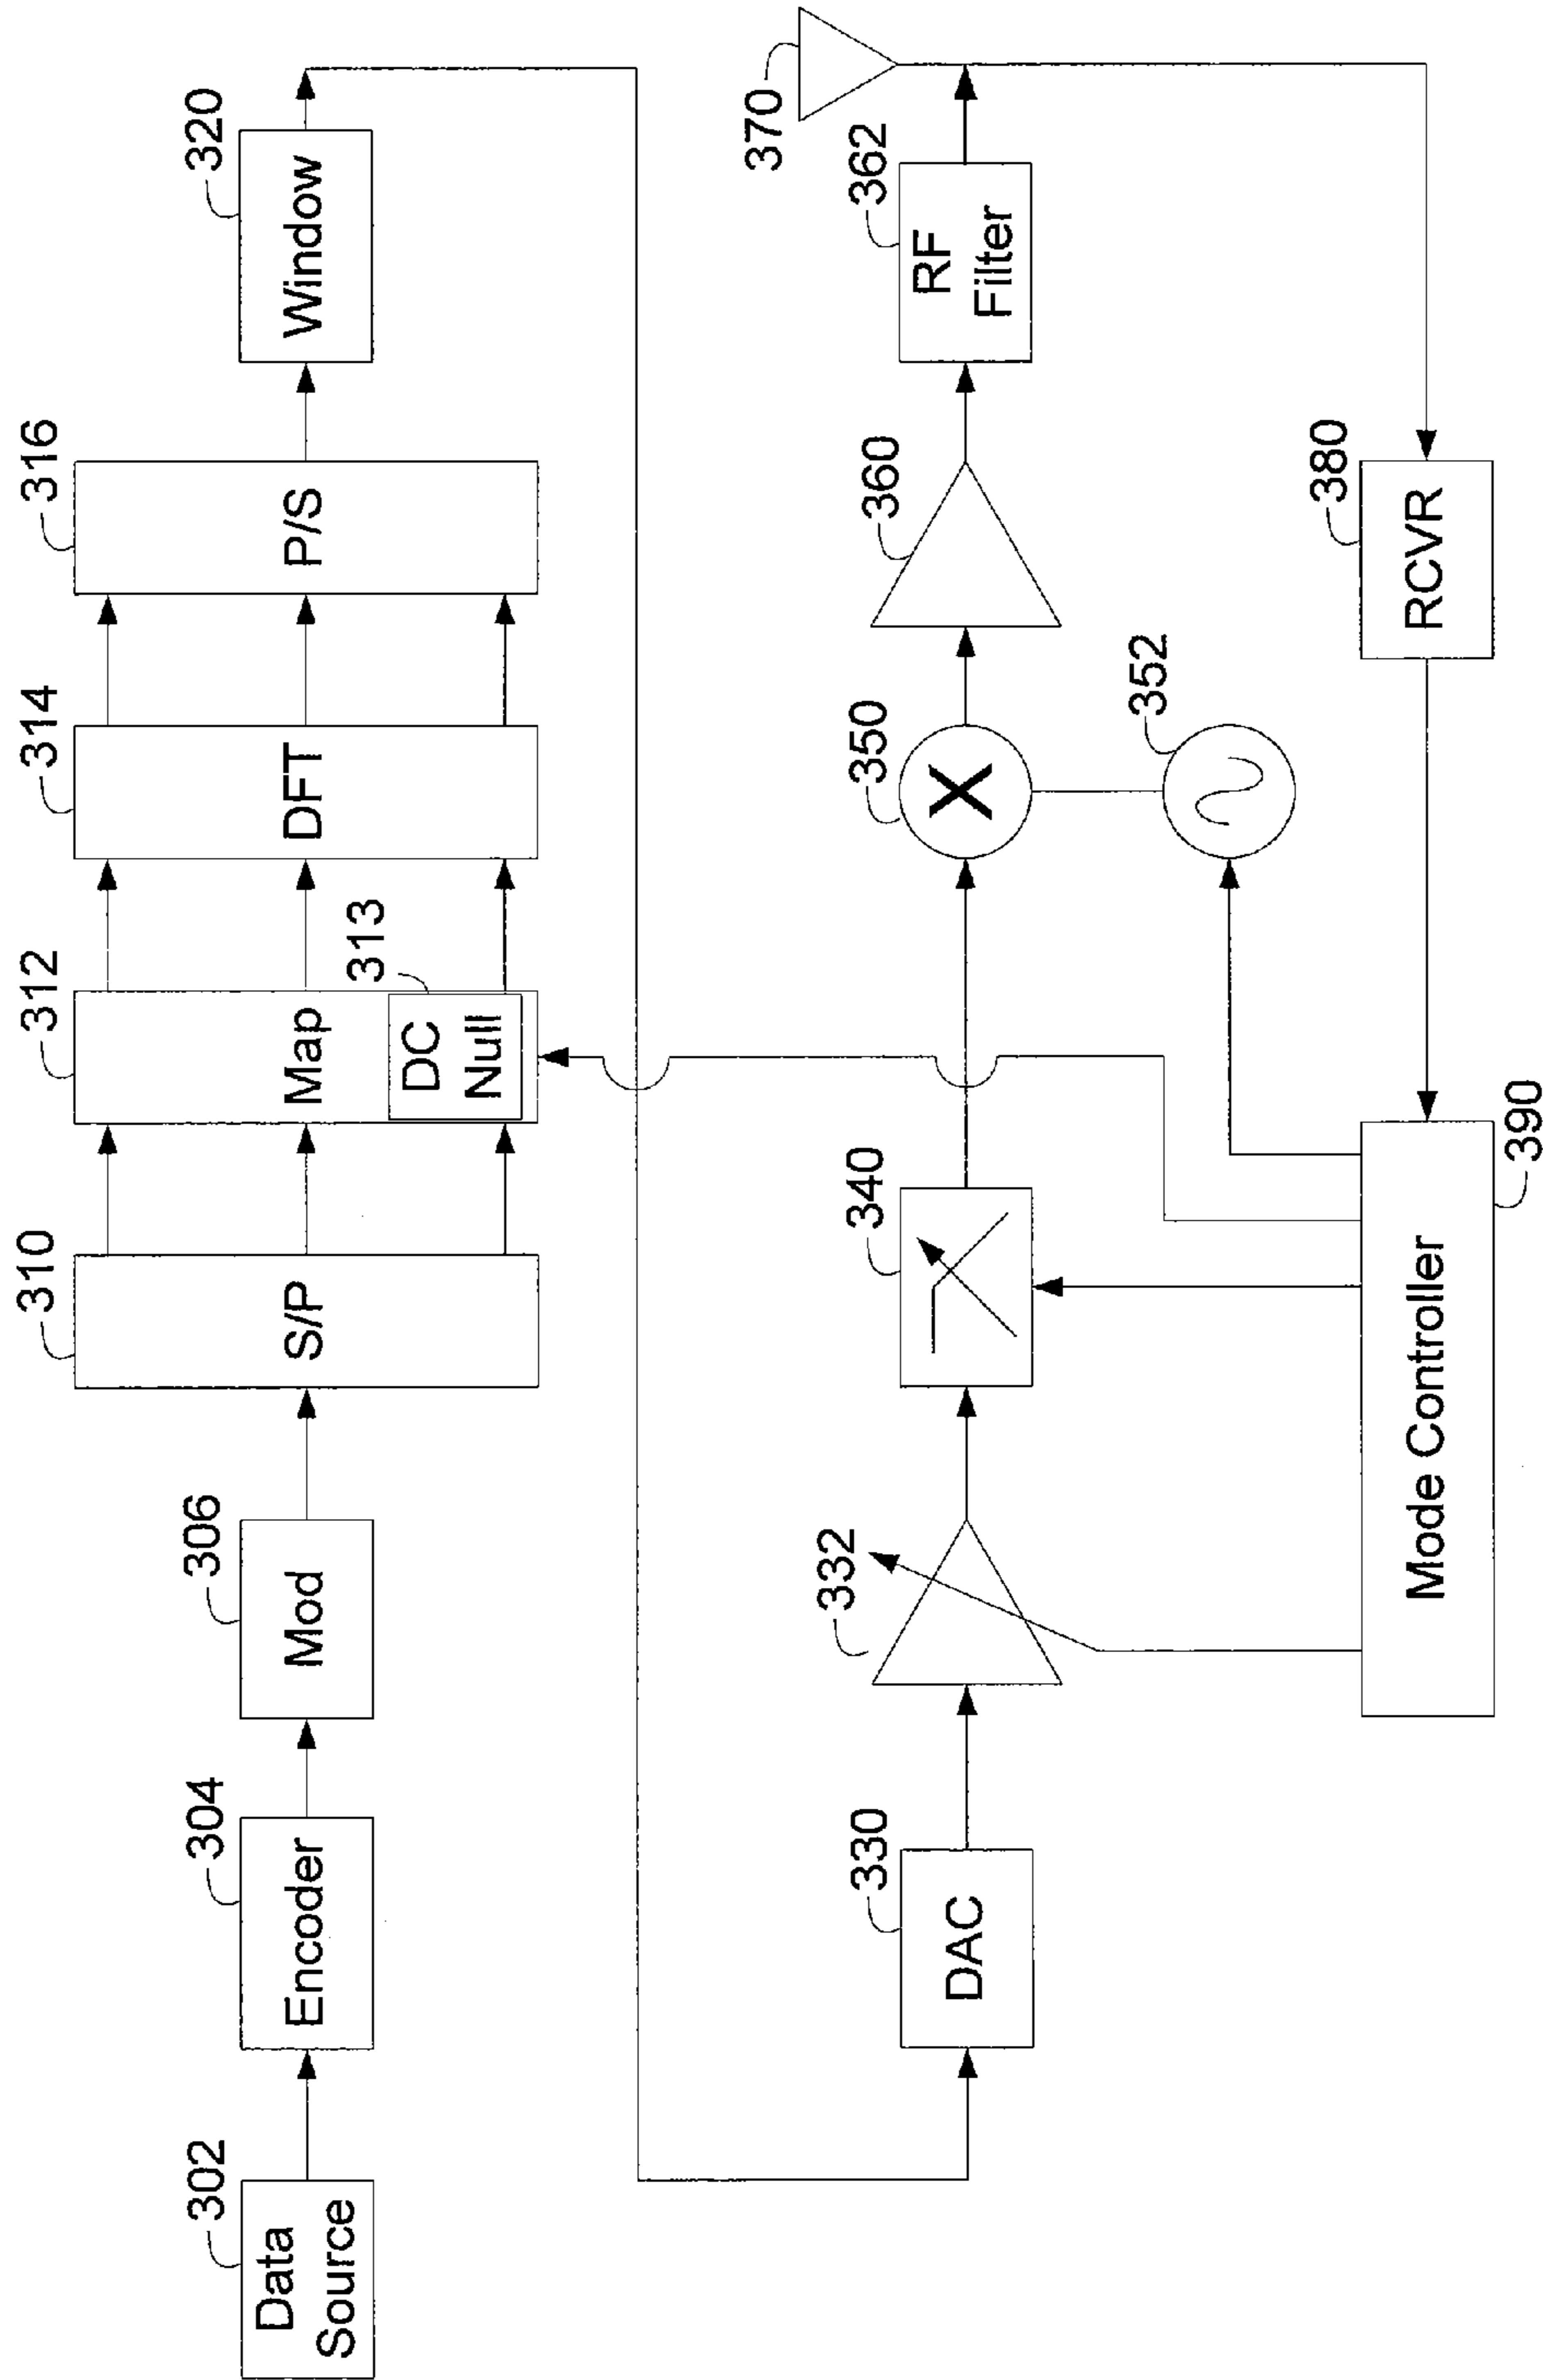 302
Data
Source
304
Encoder
306
Mod
310
S/P
312
Map
313
DC
Null
314
DFT
316
P/S
320
Window
330
DAC
332
340
350
X
352
360
362
RF
Filter
370
380
RCVR
390
Mode Controller